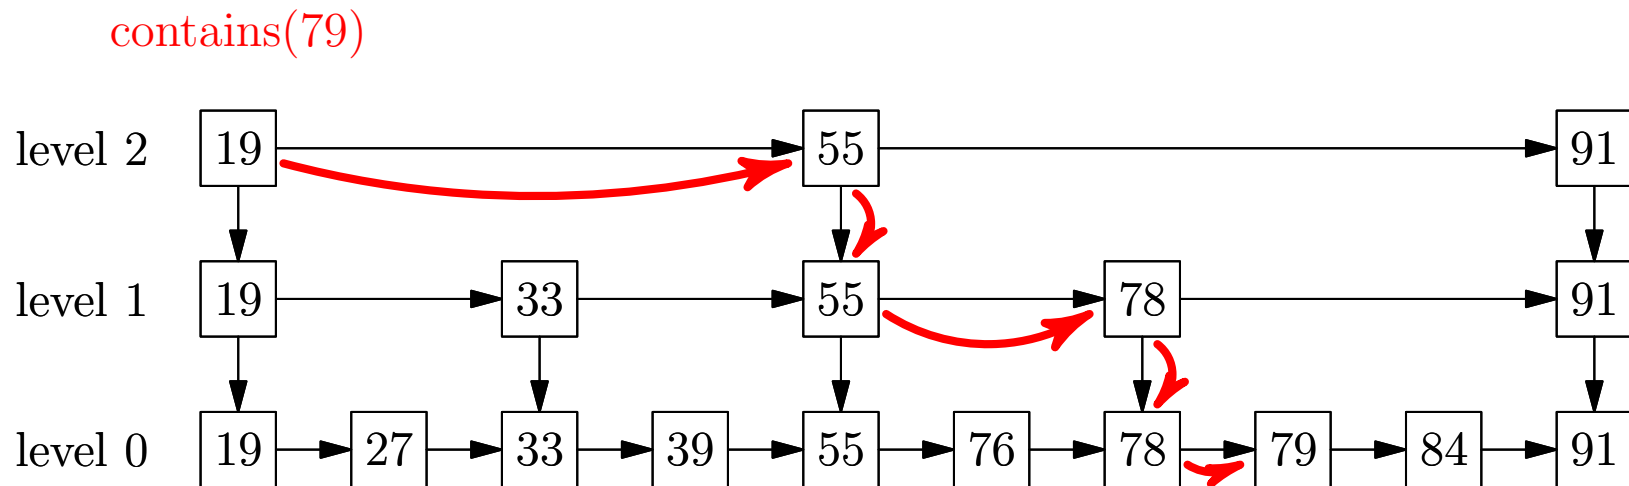 contains(79)
level 2 19 55 91
level 1 19 33 55 78 91
level 0 19 27 33 39 55 76 78 79 84 91